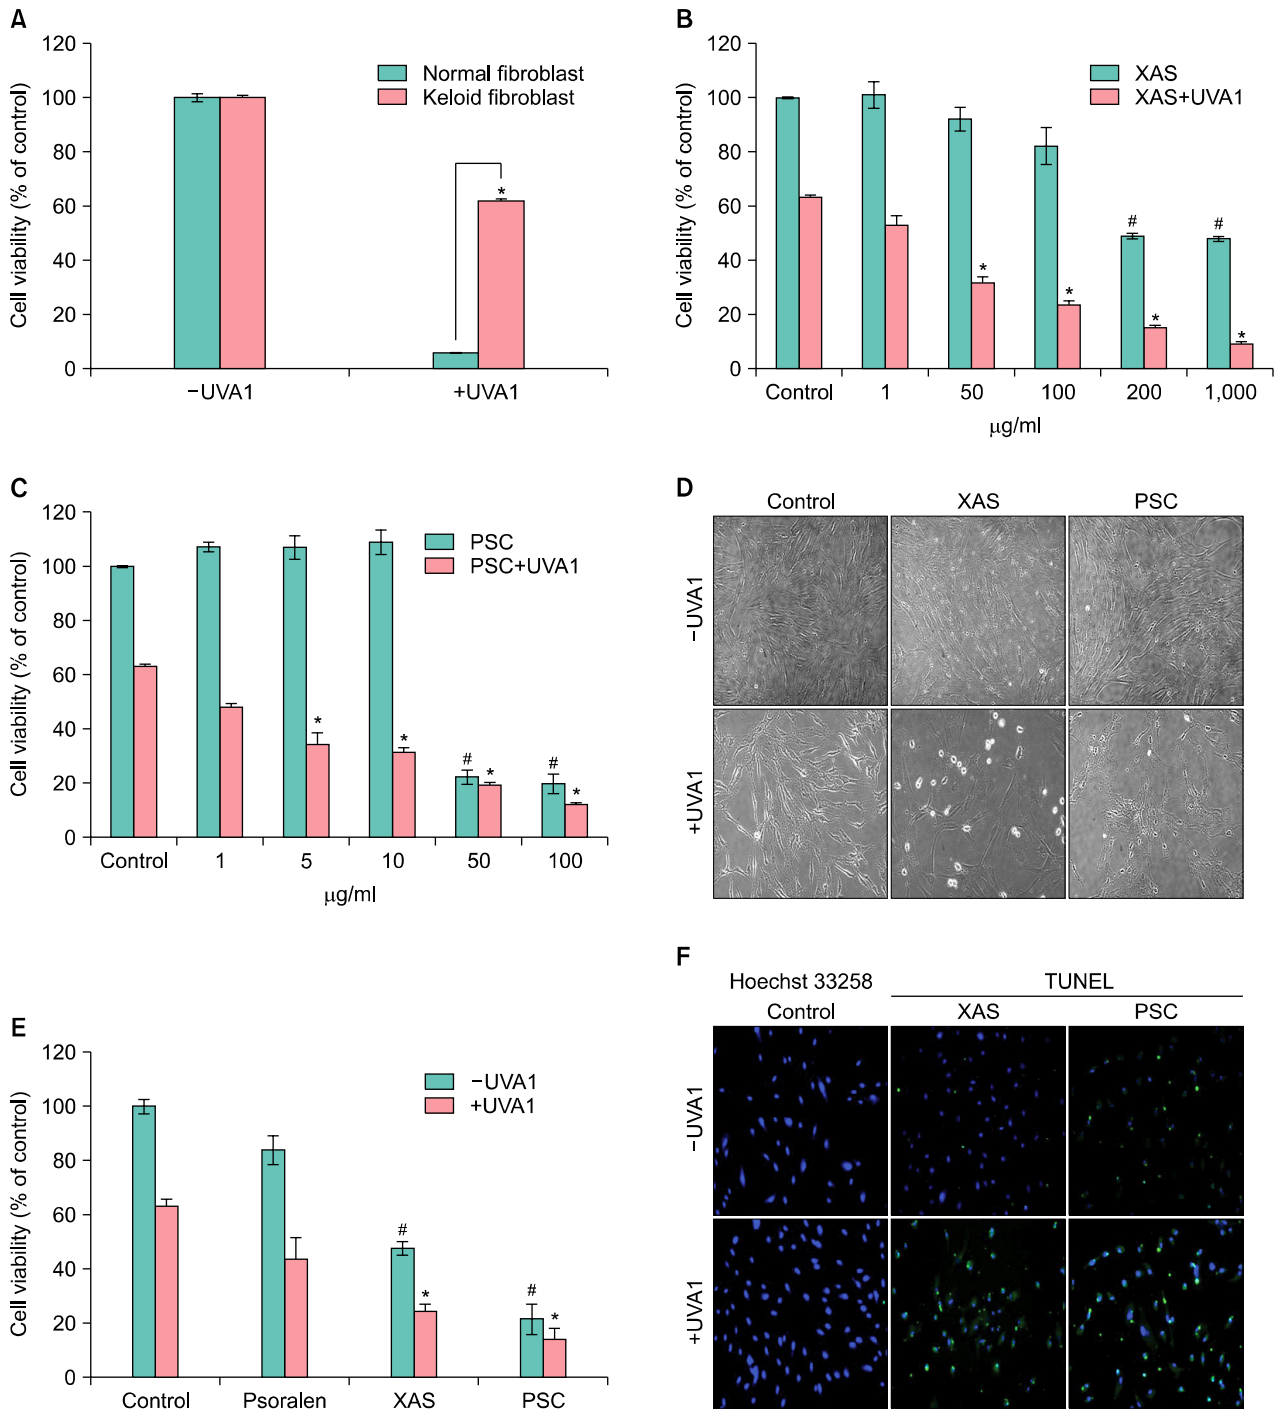 A
Cell viability (% of control)
120
100
80
60
40
20
0
Normal fibroblast
Keloid fibroblast
*
−UVA1
+UVA1
B
Cell viability (% of control)
120
100
80
60
40
20
0
XAS
XAS+UVA1
# #
* * * *
Control 1 50 100 200 1,000
μg/ml
C
Cell viability (% of control)
120
100
80
60
40
20
0
PSC
PSC+UVA1
* * # * # *
Control 1 5 10 50 100
μg/ml
D
Control XAS PSC
−UVA1
+UVA1
E
Cell viability (% of control)
120
100
80
60
40
20
0
−UVA1
+UVA1
# * # *
Control Psoralen XAS PSC
F
Hoechst 33258 TUNEL
Control XAS PSC
−UVA1
+UVA1